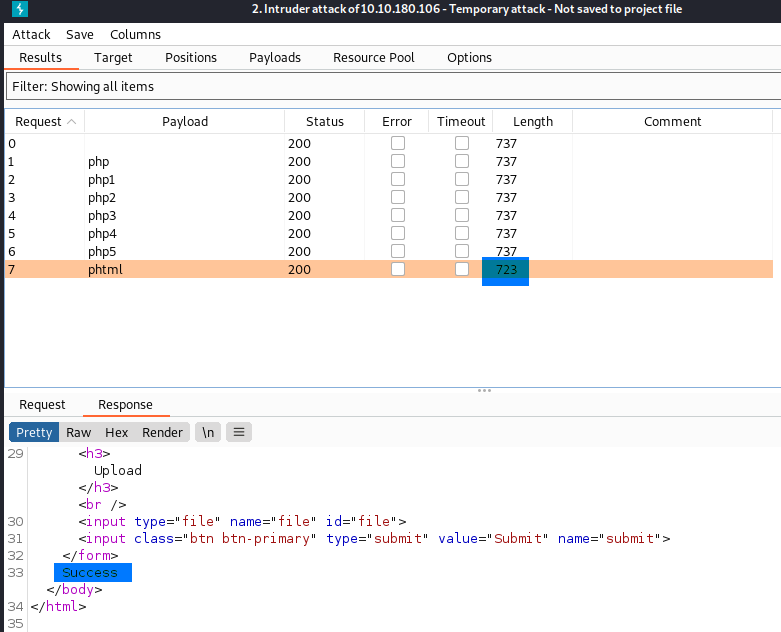 2. Intruder attack of 10.10.180.106 - Temporary attack - Not saved to project file
Attack Save Columns
Results Target Positions Payloads Resource Pool Options
Filter: Showing all items
Request Payload Status Error Timeout Length Comment
0 200 737
1 php 200 737
2 php1 200 737
3 php2 200 737
4 php3 200 737
5 php4 200 737
6 php5 200 737
7 phtml 200 723
Request Response
Pretty Raw Hex Render \n
29 <h3>
Upload
</h3>
<br />
30 <input type="file" name="file" id="file">
31 <input class="btn btn-primary" type="submit" value="Submit" name="submit">
32 </form>
33 Success
</body>
34 </html>
35